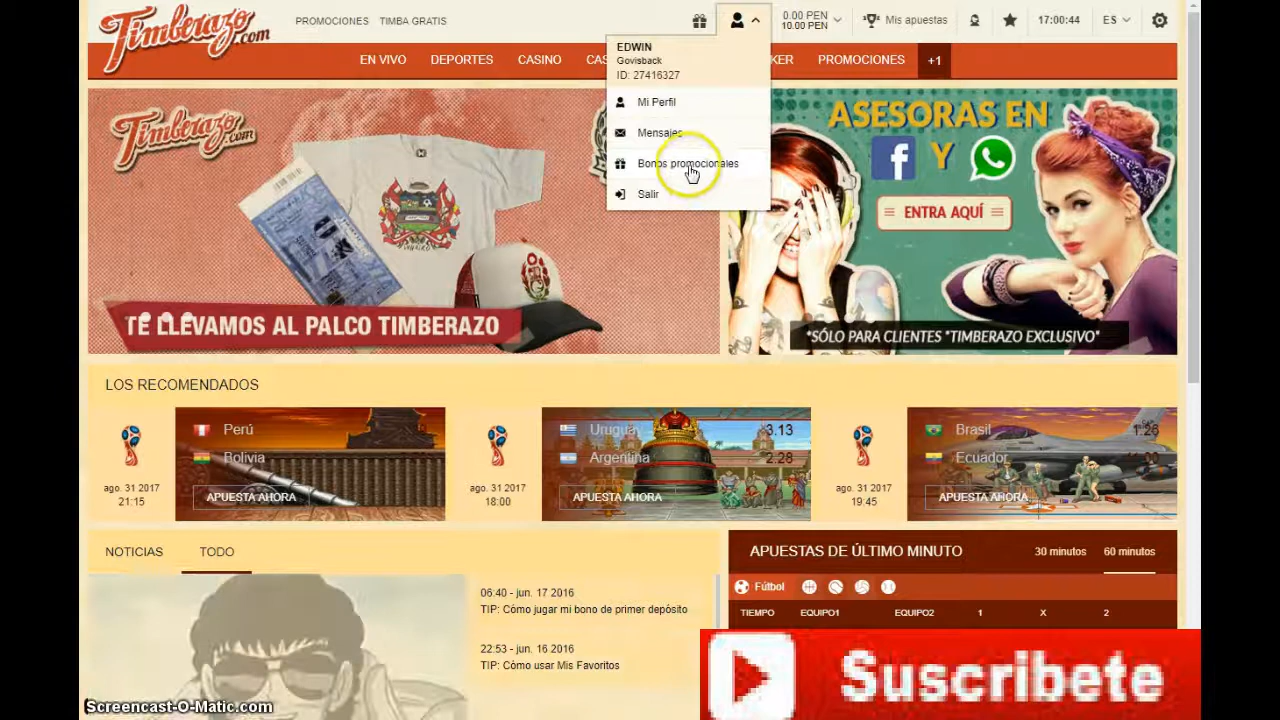 Timberazo.com
PROMOCIONES TIMBA GRATIS
0.00 PEN
10.00 PEN
Mis apuestas
17:00:44
ES
EN VIVO DEPORTES CASINO CAS KER PROMOCIONES +1
EDWIN
Govisback
ID: 27416327
Mi Perfil
Mensajes
Bonos promocionales
Salir
Timberazo.com
TE LLEVAMOS AL PALCO TIMBERAZO
ASESORAS EN
f Y
ENTRA AQUÍ
*SÓLO PARA CLIENTES "TIMBERAZO EXCLUSIVO"
LOS RECOMENDADOS
Perú
Bolivia
ago. 31 2017
21:15
APUESTA AHORA
Uruguay 3.13
Argentina 2.28
ago. 31 2017
18:00
APUESTA AHORA
Brasil 1.26
Ecuador
ago. 31 2017
19:45
APUESTA AHORA
NOTICIAS TODO
06:40 - jun. 17 2016
TIP: Cómo jugar mi bono de primer depósito
22:53 - jun. 16 2016
TIP: Cómo usar Mis Favoritos
APUESTAS DE ÚLTIMO MINUTO 30 minutos 60 minutos
Fútbol
TIEMPO EQUIPO1 EQUIPO2 1 X 2
Suscribete
Screencast-O-Matic.com